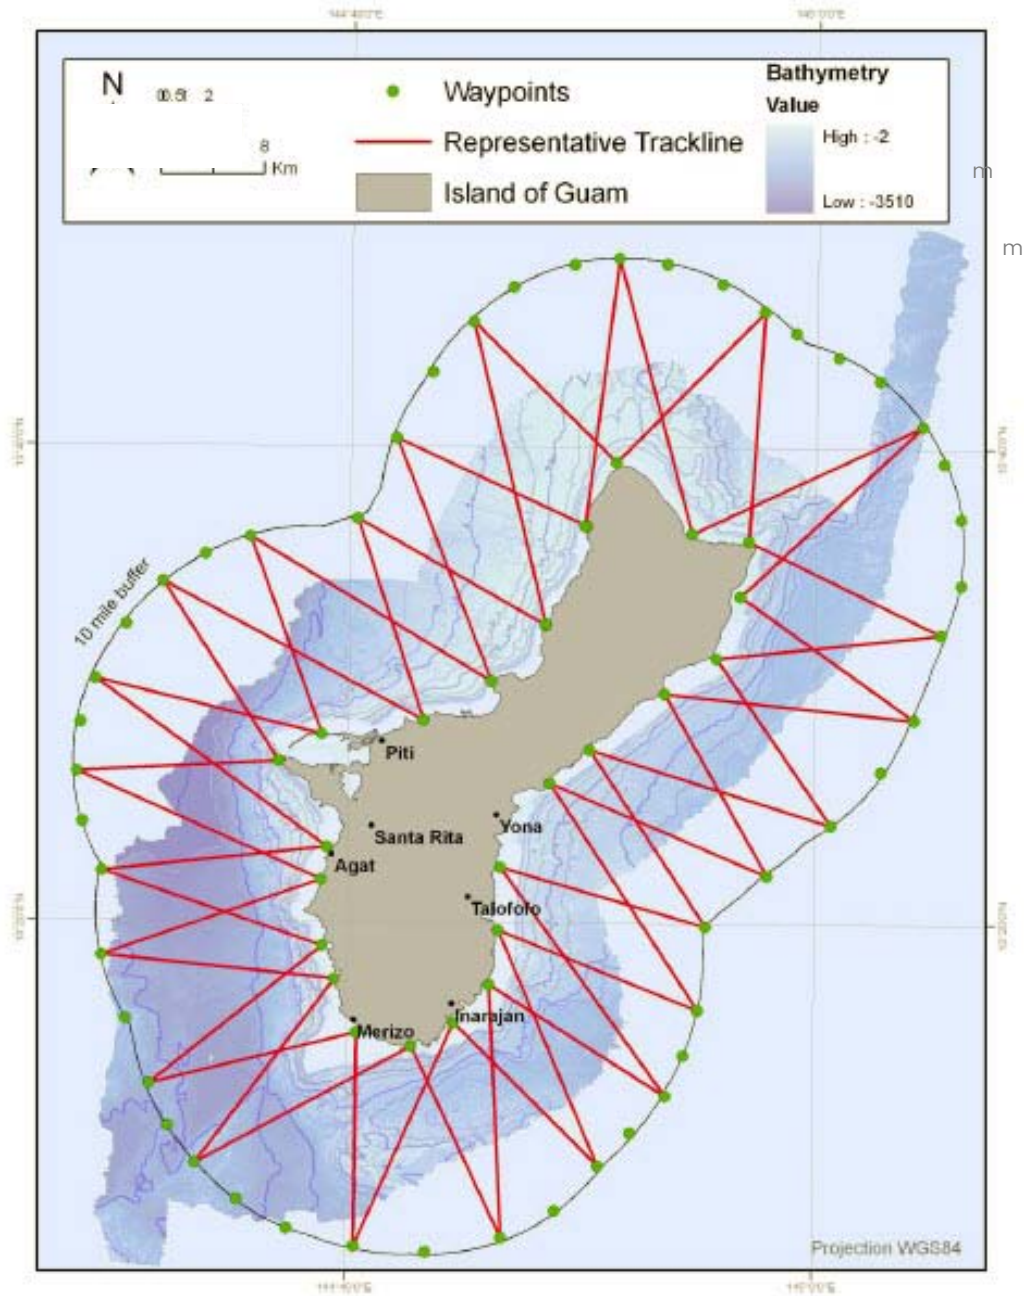 N
2
8
Km
Waypoints
Representative Trackline
Island of Guam
Bathymetry
Value
High : -2
Low : -3510
m
m
10 mile buffer
Piti
Santa Rita
Yona
Agat
Talofofo
Inarajan
Merizo
Projection WGS84